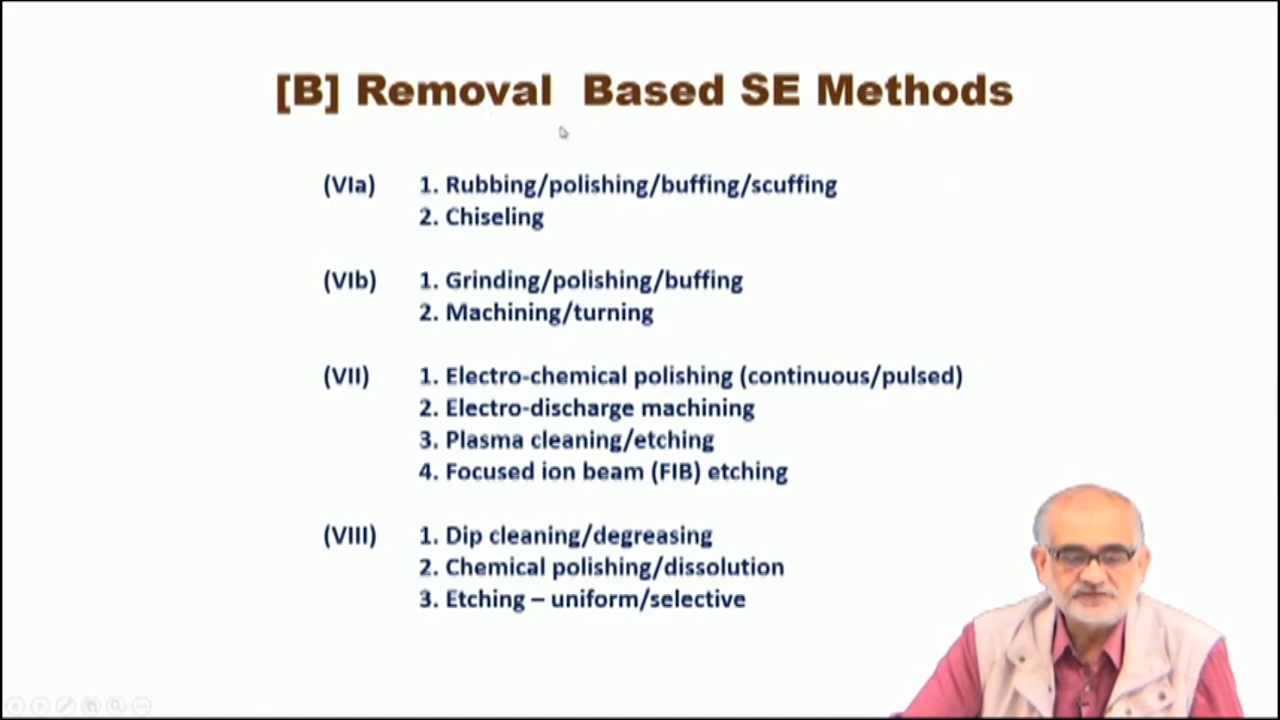 [B] Removal Based SE Methods
(VIa) 1. Rubbing/polishing/buffing/scuffing
2. Chiseling
(VIb) 1. Grinding/polishing/buffing
2. Machining/turning
(VII) 1. Electro-chemical polishing (continuous/pulsed)
2. Electro-discharge machining
3. Plasma cleaning/etching
4. Focused ion beam (FIB) etching
(VIII) 1. Dip cleaning/degreasing
2. Chemical polishing/dissolution
3. Etching – uniform/selective